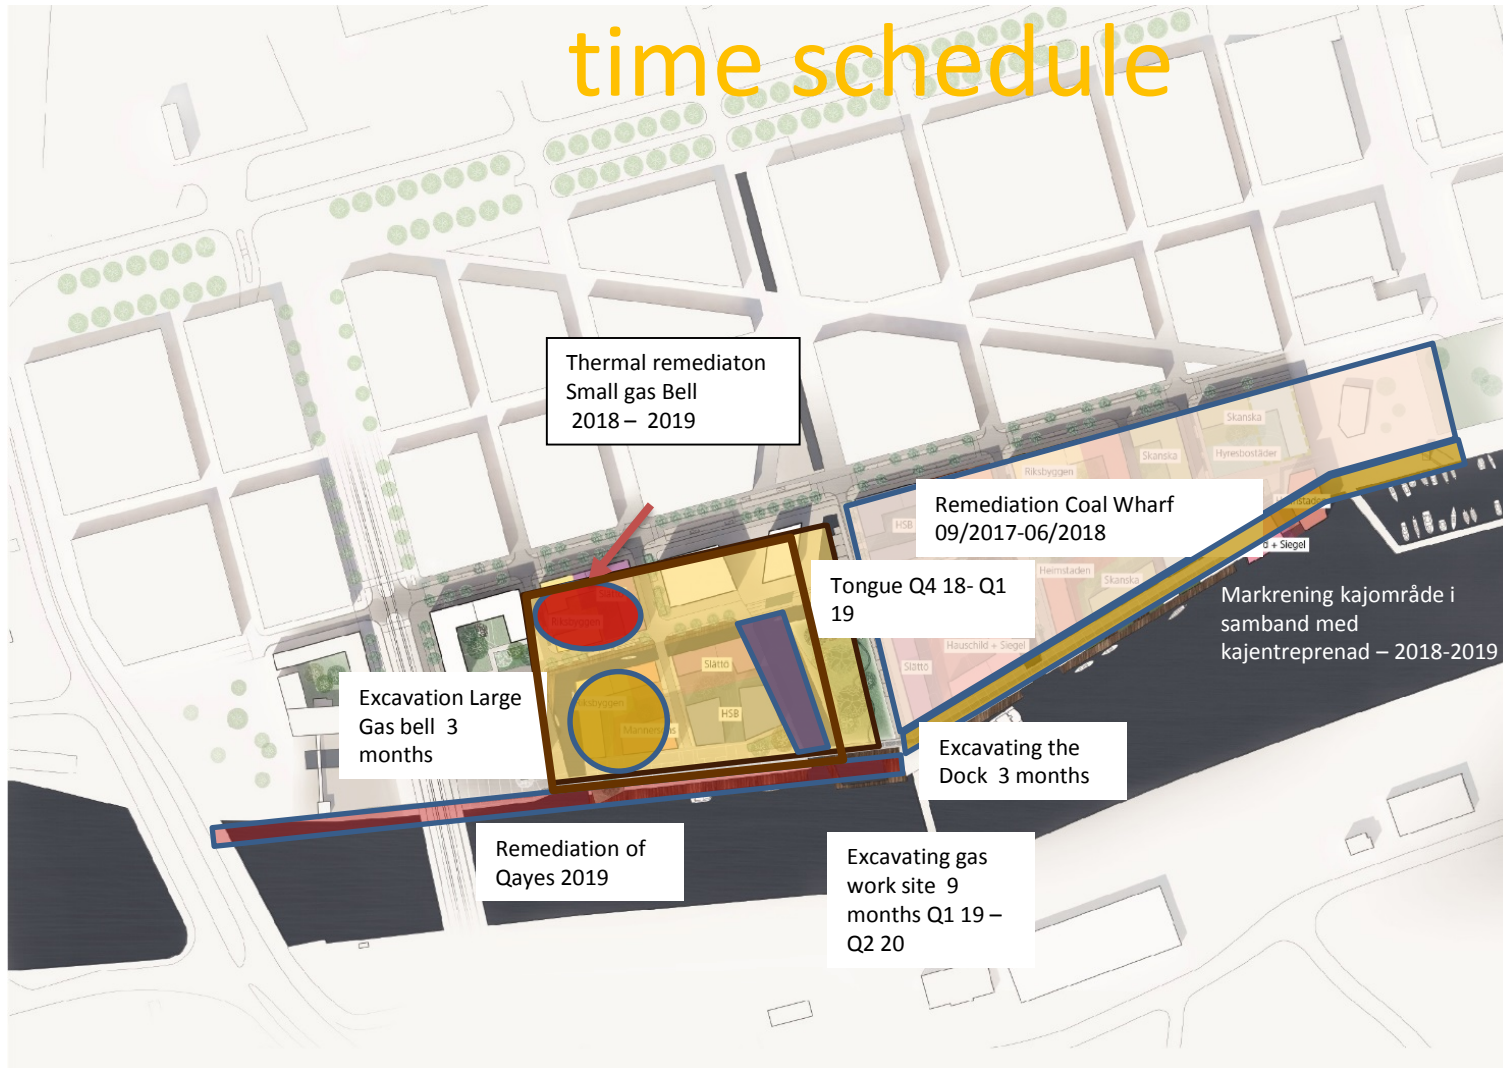 time schedule
Thermal remediaton
Small gas Bell
2018 – 2019
Skanska
Skanska
Hyresbostäder
Riksbyggen
Remediation Coal Wharf
09/2017-06/2018
HSB
d + Siegel
Heimstaden
Skanska
Tongue Q4 18- Q1
19
Markrening kajområde i
samband med
kajentreprenad – 2018-2019
Riksbyggen
Hauschild + Siegel
Slättö
Slättö
Excavation Large
Gas bell 3
months
Riksbyggen
HSB
Excavating the
Dock 3 months
Remediation of
Qayes 2019
Excavating gas
work site 9
months Q1 19 –
Q2 20